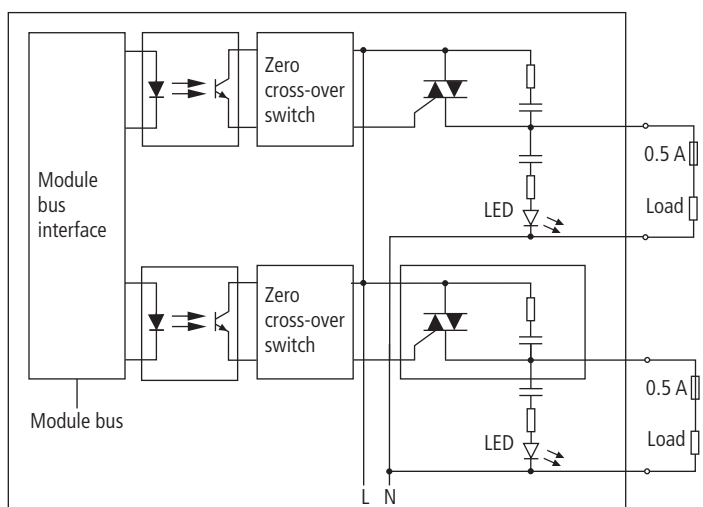 Module
bus
interface
Zero
cross-over
switch
LED
0.5 A
Load
Zero
cross-over
switch
LED
0.5 A
Load
Module bus
L N